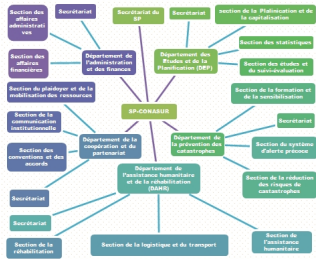 Section des
affaires
administrati
ves
Secrétariat
Secrétariat du
SP
Secrétariat
section de la Planification et de
la capitalisation
Section des
affaires
financières
Département de
l'administration
et des finances
Département des
Etudes et de la
Planification (DEP)
Section des statistiques
Section des études et
du suivi-évaluation
Section du plaidoyer et de la
mobilisation des ressources
SP-CONASUR
Section de la formation et
de la sensibilisation
Section de la
communication
institutionnelle
Département de la
coopération et du
partenariat
Département de
la prévention des
catastrophes
Secrétariat
Section des
conventions et des
accords
Section de système
d'alerte précoce
Département de
l'assistance humanitaire
et de la réhabilitation
(DAHR)
Section de la réduction
des risques de
catastrophes
Secrétariat
Secrétariat
Section de la
réhabilitation
Section de la logistique et du transport
Section de
l'assistance
humanitaire